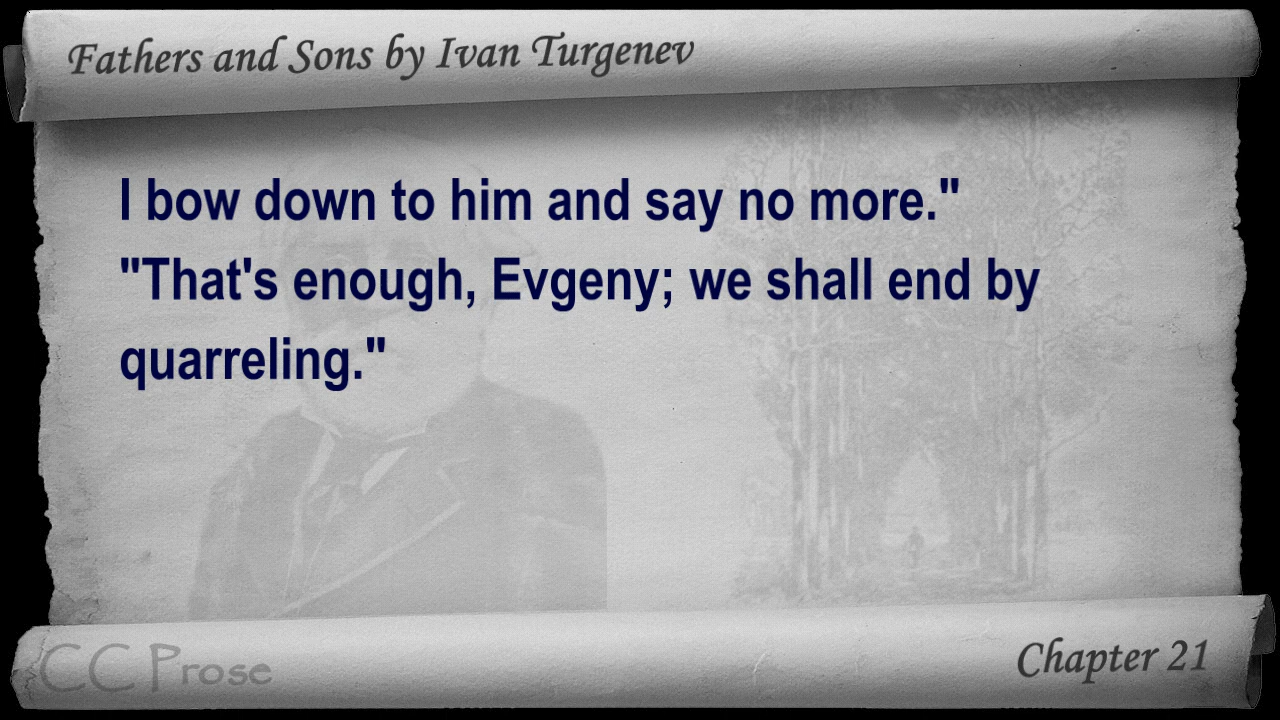 Fathers and Sons by Ivan Turgenev
I bow down to him and say no more."
"That's enough, Evgeny; we shall end by
quarreling."
CC Prose
Chapter 21